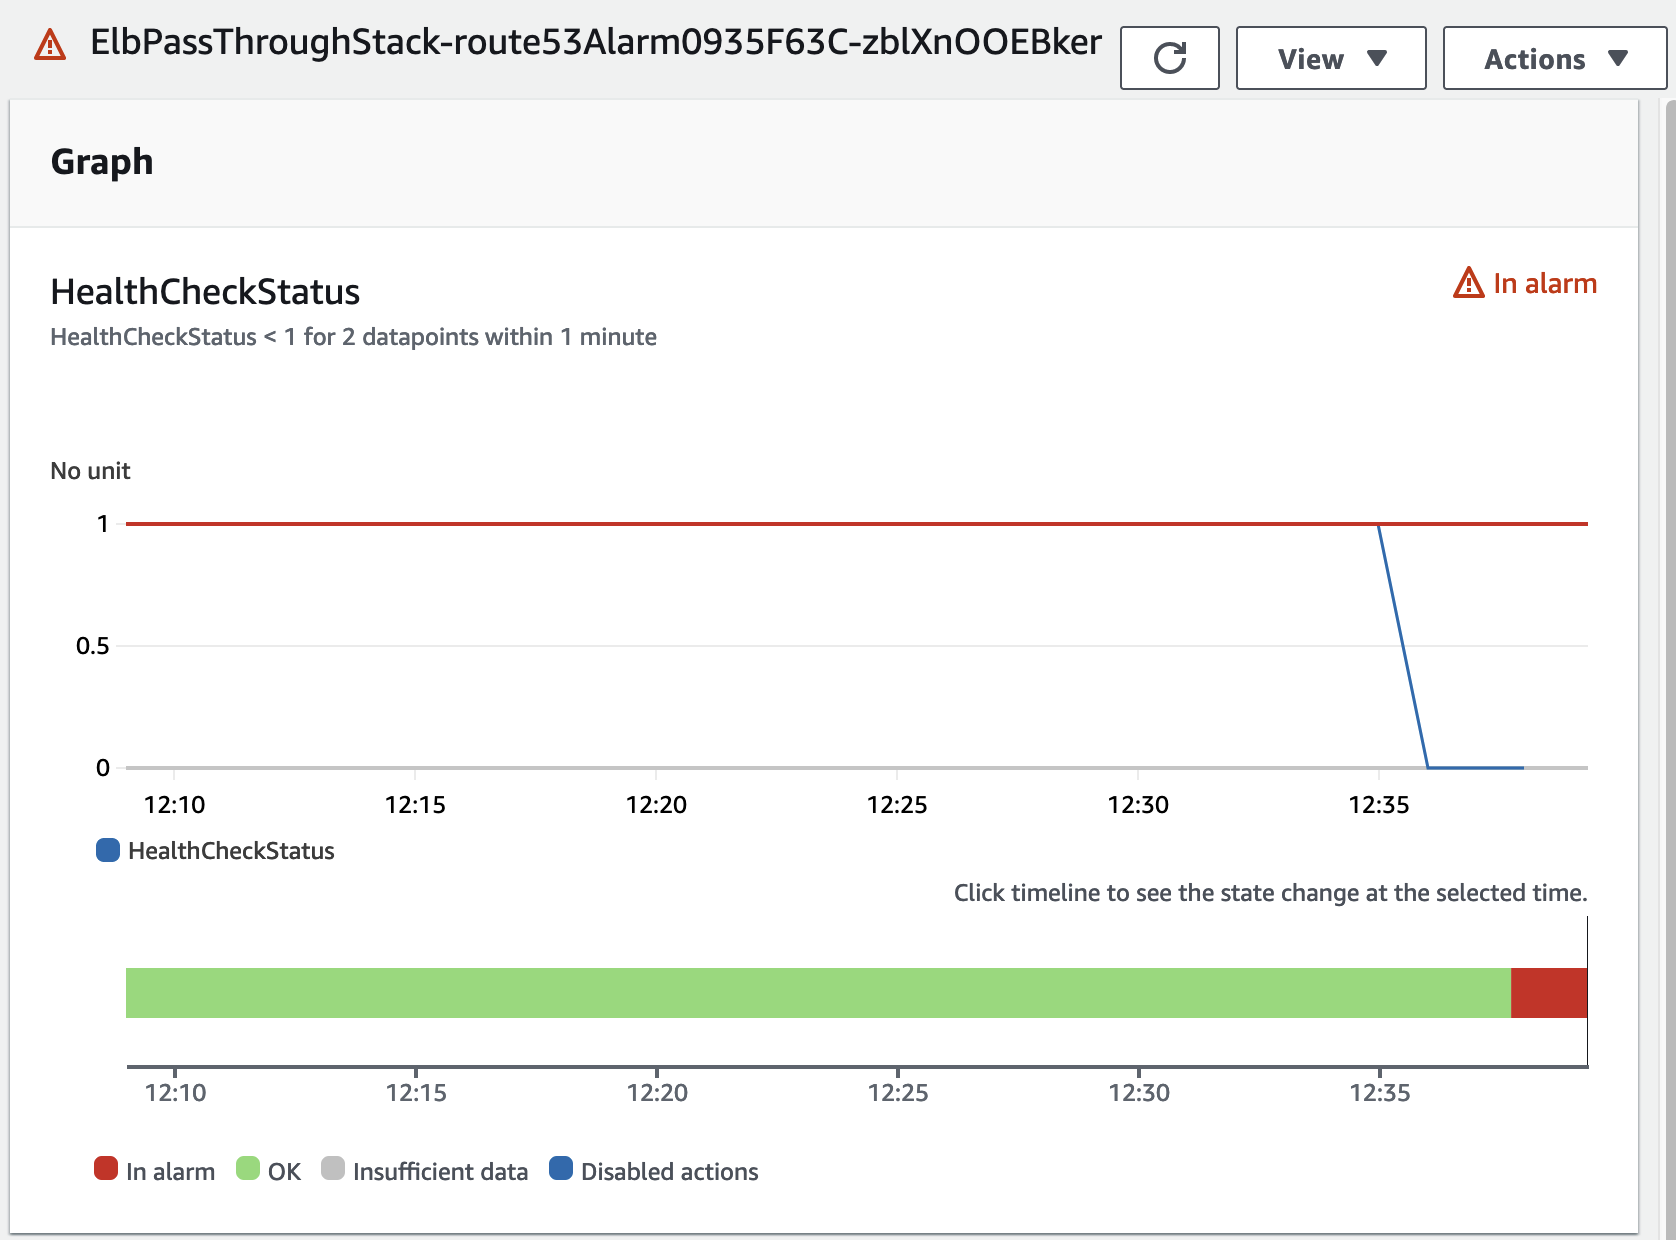 ElbPassThroughStack-route53Alarm0935F63C-zblXnOOEBker
View
Actions
Graph
HealthCheckStatus
In alarm
HealthCheckStatus < 1 for 2 datapoints within 1 minute
No unit
1
0.5
0
12:10 12:15 12:20 12:25 12:30 12:35
HealthCheckStatus
Click timeline to see the state change at the selected time.
12:10 12:15 12:20 12:25 12:30 12:35
In alarm OK Insufficient data Disabled actions